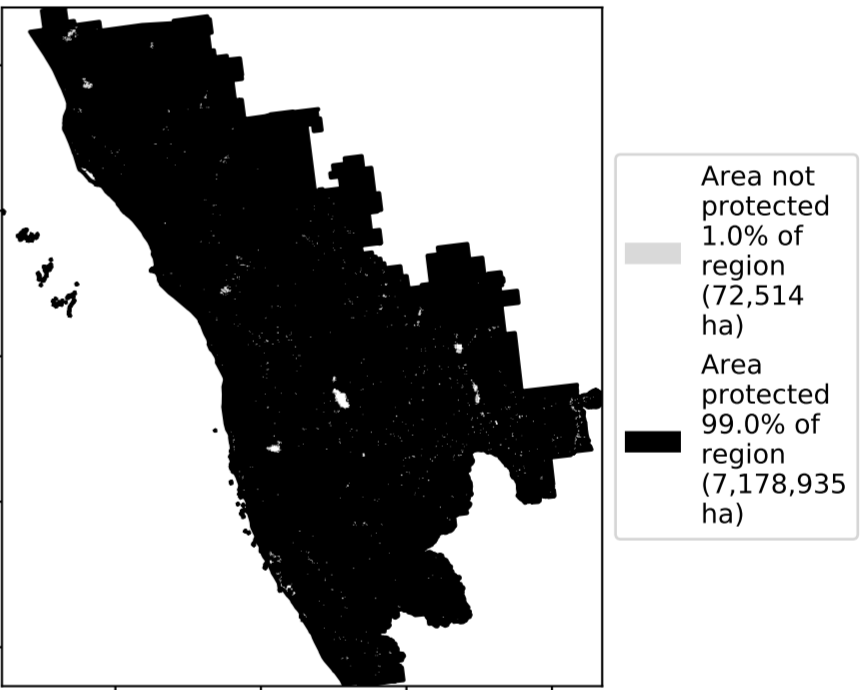 Area not
protected
1.0% of
region
(72,514
ha)
Area
protected
99.0% of
region
(7,178,935
ha)